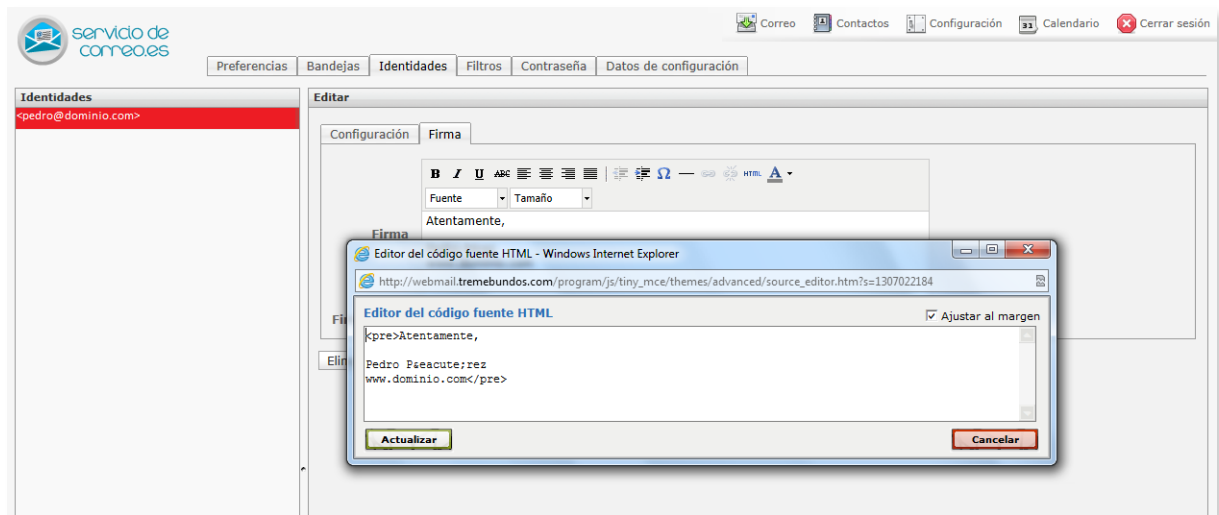 servicio de
correo.es
Correo
Contactos
Configuración
31 Calendario
Cerrar sesión
Preferencias
Bandejas
Identidades
Filtros
Contraseña
Datos de configuración
Identidades
<pedro@dominio.com>
Editar
Configuración
Firma
B I U ABC Ω — HTML A
Fuente
Tamaño
Atentamente,
Firma
Editor del código fuente HTML - Windows Internet Explorer
http://webmail.tremebundos.com/program/js/tiny_mce/themes/advanced/source_editor.htm?s=1307022184
Editor del código fuente HTML
Ajustar al margen
<pre>Atentamente,
Pedro P&eacute;rez
www.dominio.com</pre>
Actualizar
Cancelar